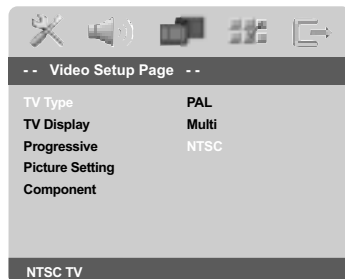 -- Video Setup Page --
TV Type PAL
TV Display Multi
Progressive NTSC
Picture Setting
Component
NTSC TV